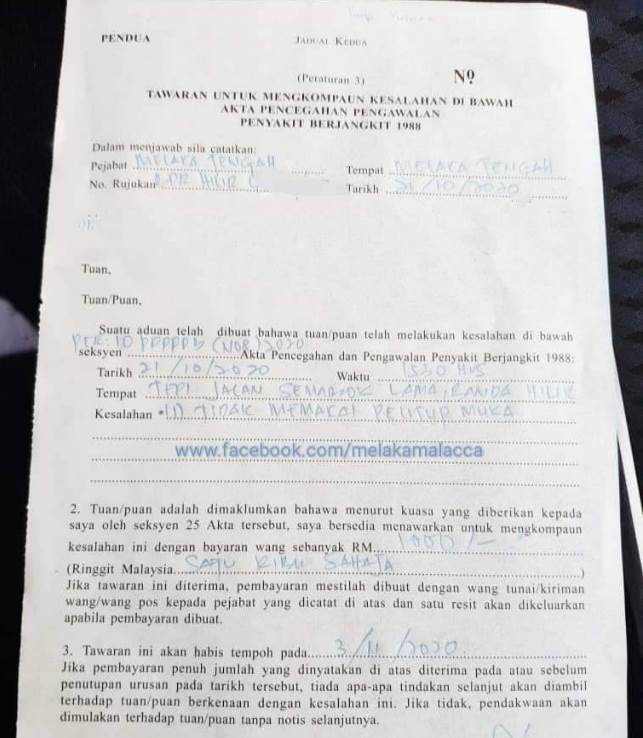 PENDUA
JADUAL KEDUA
(Peraturan 3)
Nº
TAWARAN UNTUK MENGKOMPAUN KESALAHAN DI BAWAH
AKTA PENCEGAHAN PENGAWALAN
PENYAKIT BERJANGKIT 1988
Dalam menjawab sila catatkan:
Pejabat MELAKA TENGAH
Tempat MELAKA TENGAH
No. Rujukan HILIR
Tarikh 21/10/2020
Tuan,
Tuan/Puan,
Suatu aduan telah dibuat bahawa tuan/puan telah melakukan kesalahan di bawah
PER: 10 (NOR) 2020
seksyen Akta Pencegahan dan Pengawalan Penyakit Berjangkit 1988:
Tarikh 21/10/2020 Waktu 1530 HRS
Tempat TEPI JALAN SEMABOK LAMA, BANDA HILIR
Kesalahan *(1) TIDAK MEMAKAI PELITUP MUKA
www.facebook.com/melakamalacca
2. Tuan/puan adalah dimaklumkan bahawa menurut kuasa yang diberikan kepada
saya oleh seksyen 25 Akta tersebut, saya bersedia menawarkan untuk mengkompaun
kesalahan ini dengan bayaran wang sebanyak RM 1000/-
(Ringgit Malaysia SATU RIBU SAHAJA)
Jika tawaran ini diterima, pembayaran mestilah dibuat dengan wang tunai/kiriman
wang/wang pos kepada pejabat yang dicatat di atas dan satu resit akan dikeluarkan
apabila pembayaran dibuat.
3. Tawaran ini akan habis tempoh pada 3/11/2020
Jika pembayaran penuh jumlah yang dinyatakan di atas diterima pada atau sebelum
penutupan urusan pada tarikh tersebut, tiada apa-apa tindakan selanjut akan diambil
terhadap tuan/puan berkenaan dengan kesalahan ini. Jika tidak, pendakwaan akan
dimulakan terhadap tuan/puan tanpa notis selanjutnya.